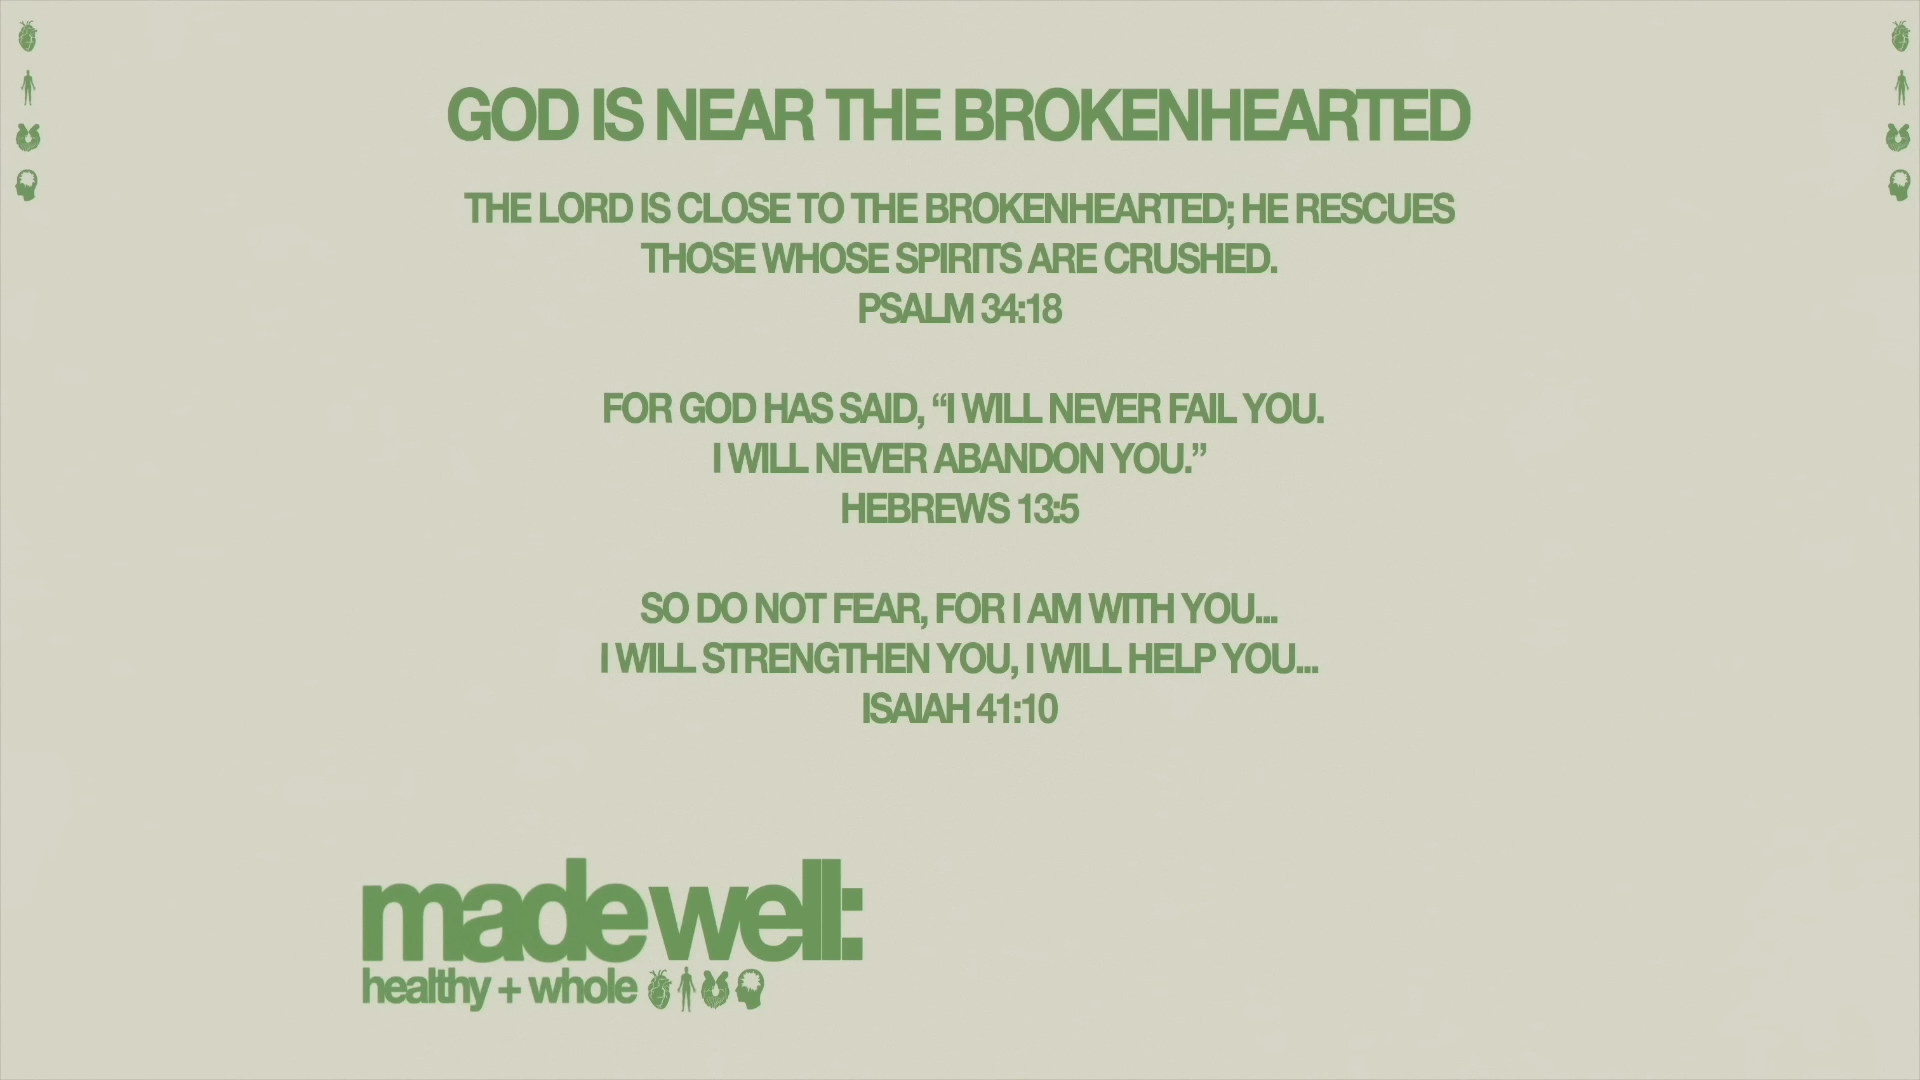 GOD IS NEAR THE BROKENHEARTED
THE LORD IS CLOSE TO THE BROKENHEARTED; HE RESCUES
THOSE WHOSE SPIRITS ARE CRUSHED.
PSALM 34:18
FOR GOD HAS SAID, “I WILL NEVER FAIL YOU.
I WILL NEVER ABANDON YOU.”
HEBREWS 13:5
SO DO NOT FEAR, FOR I AM WITH YOU...
I WILL STRENGTHEN YOU, I WILL HELP YOU...
ISAIAH 41:10
made well:
healthy + whole